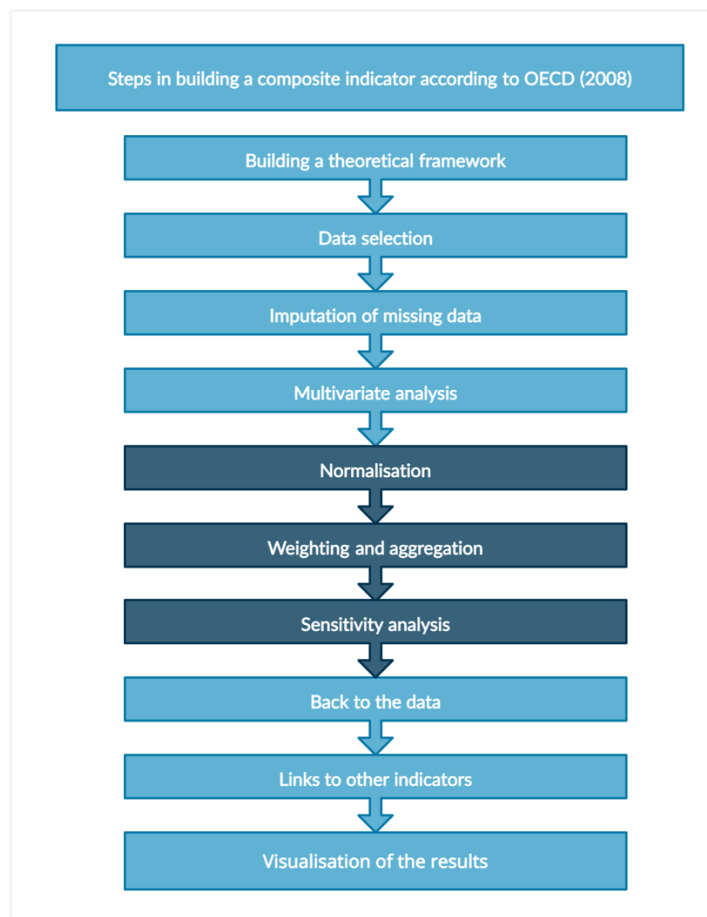 Steps in building a composite indicator according to OECD (2008)
Building a theoretical framework
Data selection
Imputation of missing data
Multivariate analysis
Normalisation
Weighting and aggregation
Sensitivity analysis
Back to the data
Links to other indicators
Visualisation of the results